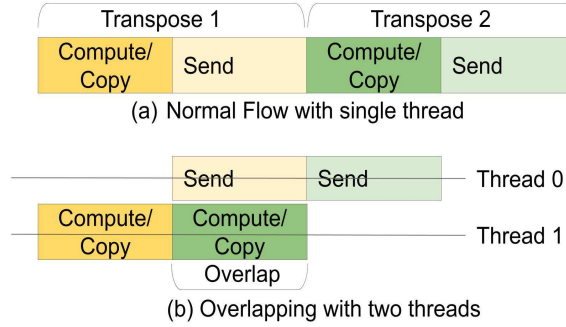 Transpose 1 Transpose 2
Compute/ Copy Send Compute/ Copy Send
(a) Normal Flow with single thread
Send Send Thread 0
Compute/ Copy Compute/ Copy Thread 1
Overlap
(b) Overlapping with two threads